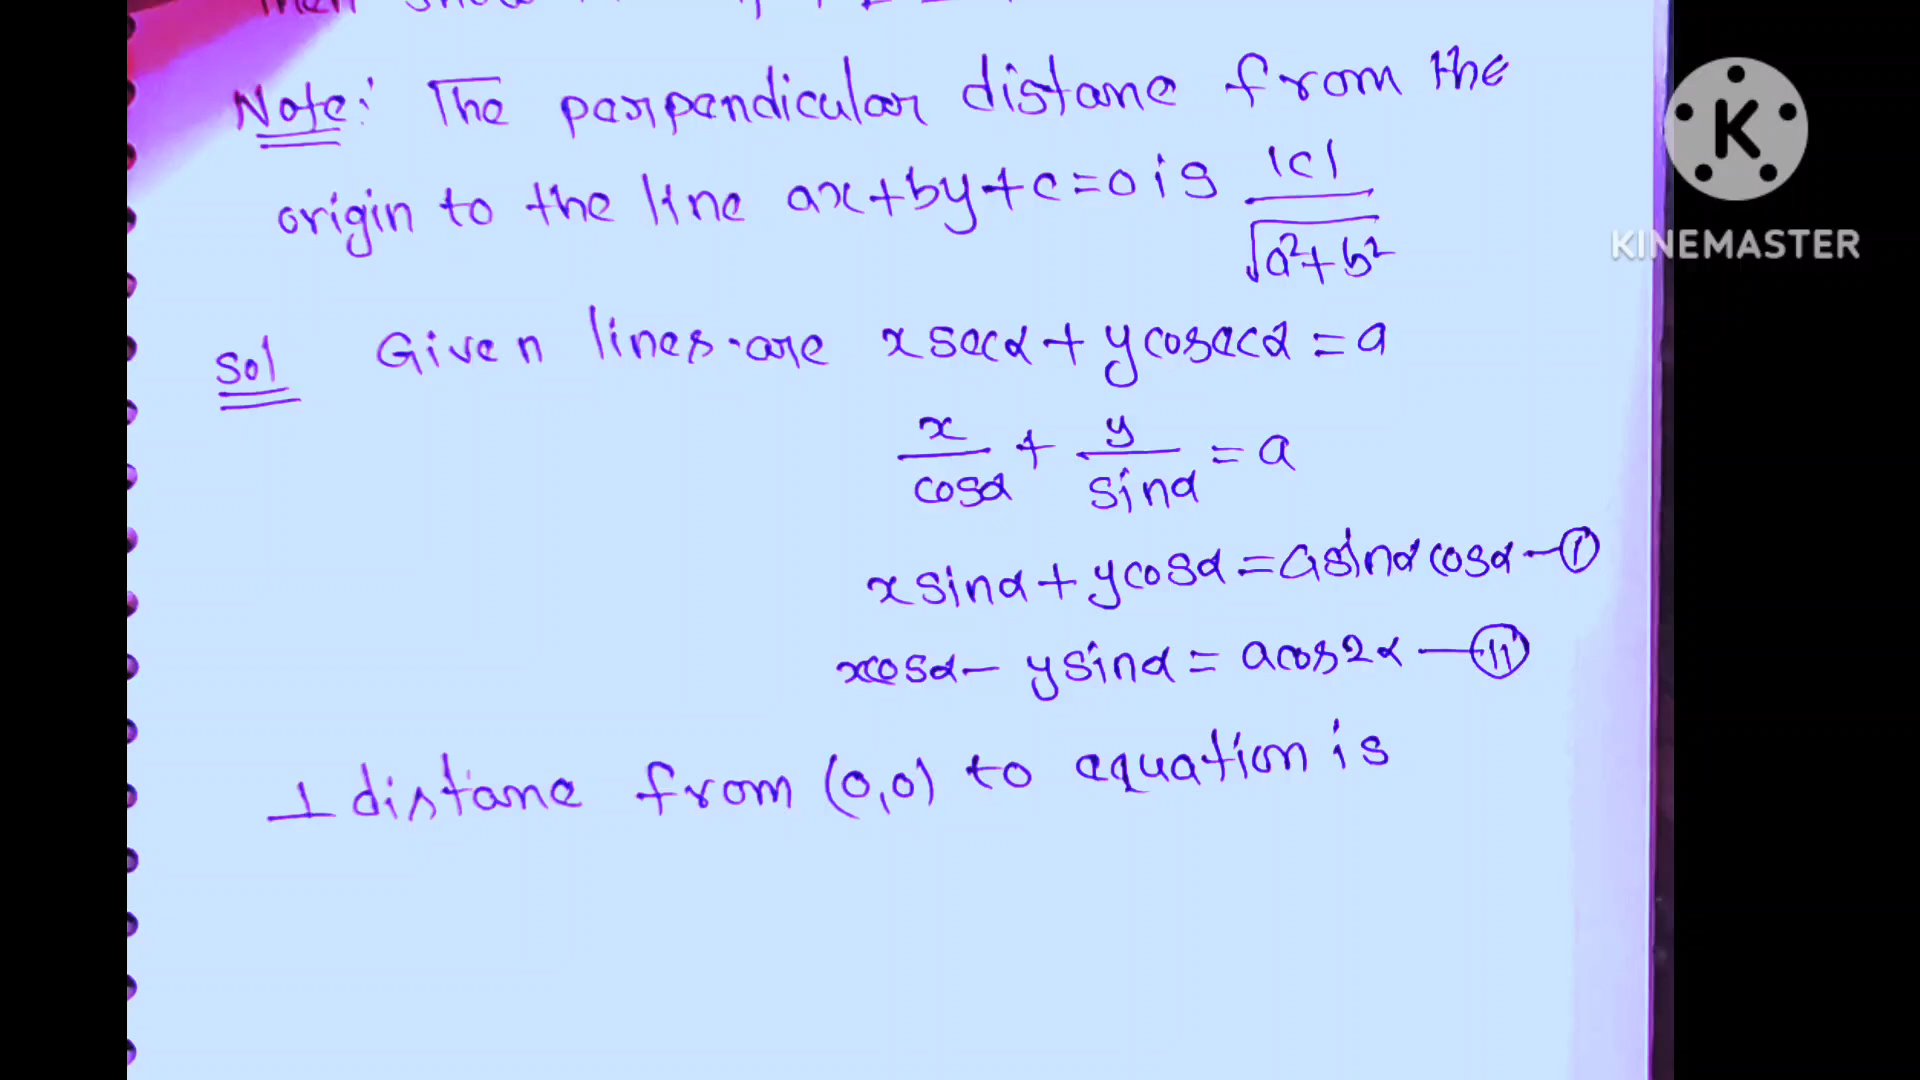 Note: The perpendicular distance from the
origin to the line ax+by+c=0 is |c|/√a²+b²
Sol Given lines are x secα + y cosecα = a
x/cosα + y/sinα = a
x sinα + y cosα = a sinα cosα — (I)
x cosα − y sinα = a cos2α — (II)
⊥ distance from (0,0) to equation is
K
KINEMASTER